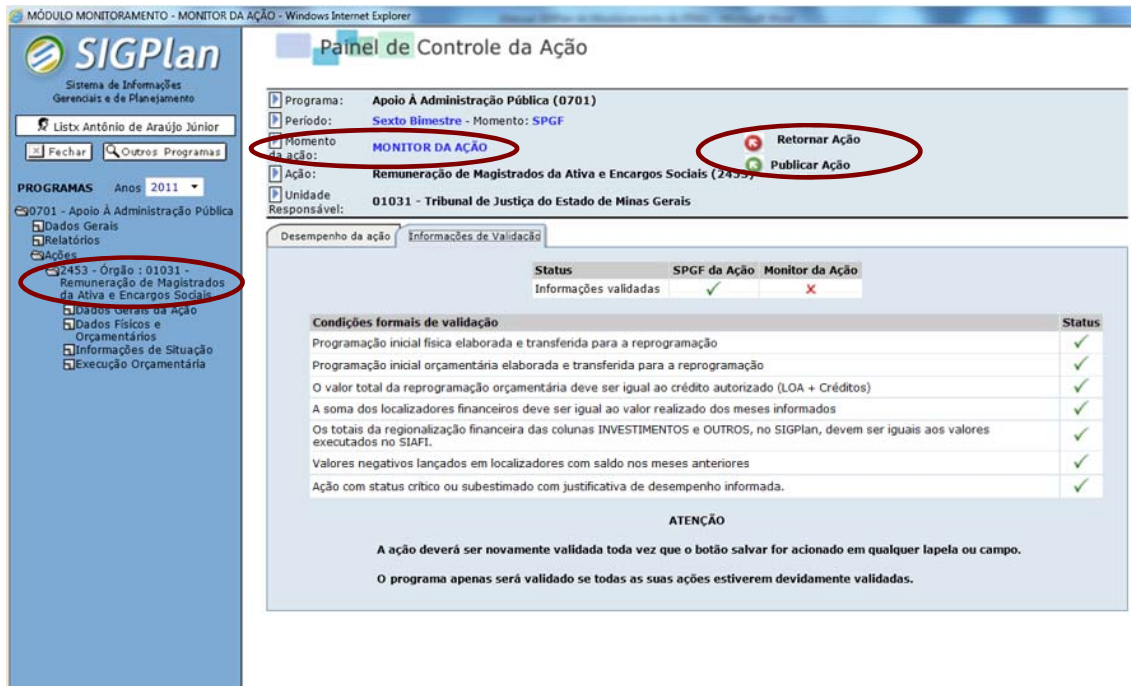 MÓDULO MONITORAMENTO - MONITOR DA AÇÃO - Windows Internet Explorer
SIGPlan
Sistema de Informações
Gerenciais e de Planejamento
Listx Antônio de Araújo Júnior
Fechar Outros Programas
PROGRAMAS Anos 2011
0701 - Apoio À Administração Pública
Dados Gerais
Relatórios
Ações
2453 - Órgão : 01031 -
Remuneração de Magistrados
da Ativa e Encargos Sociais
Dados Gerais da Ação
Dados Físicos e
Orçamentários
Informações de Situação
Execução Orçamentária
Painel de Controle da Ação
Programa: Apoio À Administração Pública (0701)
Período: Sexto Bimestre - Momento: SPGF
Momento
da ação: MONITOR DA AÇÃO
Ação: Remuneração de Magistrados da Ativa e Encargos Sociais (2453)
Unidade
Responsável: 01031 - Tribunal de Justiça do Estado de Minas Gerais
Retornar Ação
Publicar Ação
Desempenho da ação Informações de Validação
Status SPGF da Ação Monitor da Ação
Informações validadas
Condições formais de validação Status
Programação inicial física elaborada e transferida para a reprogramação
Programação inicial orçamentária elaborada e transferida para a reprogramação
O valor total da reprogramação orçamentária deve ser igual ao crédito autorizado (LOA + Créditos)
A soma dos localizadores financeiros deve ser igual ao valor realizado dos meses informados
Os totais da regionalização financeira das colunas INVESTIMENTOS e OUTROS, no SIGPlan, devem ser iguais aos valores
executados no SIAFI.
Valores negativos lançados em localizadores com saldo nos meses anteriores
Ação com status crítico ou subestimado com justificativa de desempenho informada.
ATENÇÃO
A ação deverá ser novamente validada toda vez que o botão salvar for acionado em qualquer lapela ou campo.
O programa apenas será validado se todas as suas ações estiverem devidamente validadas.